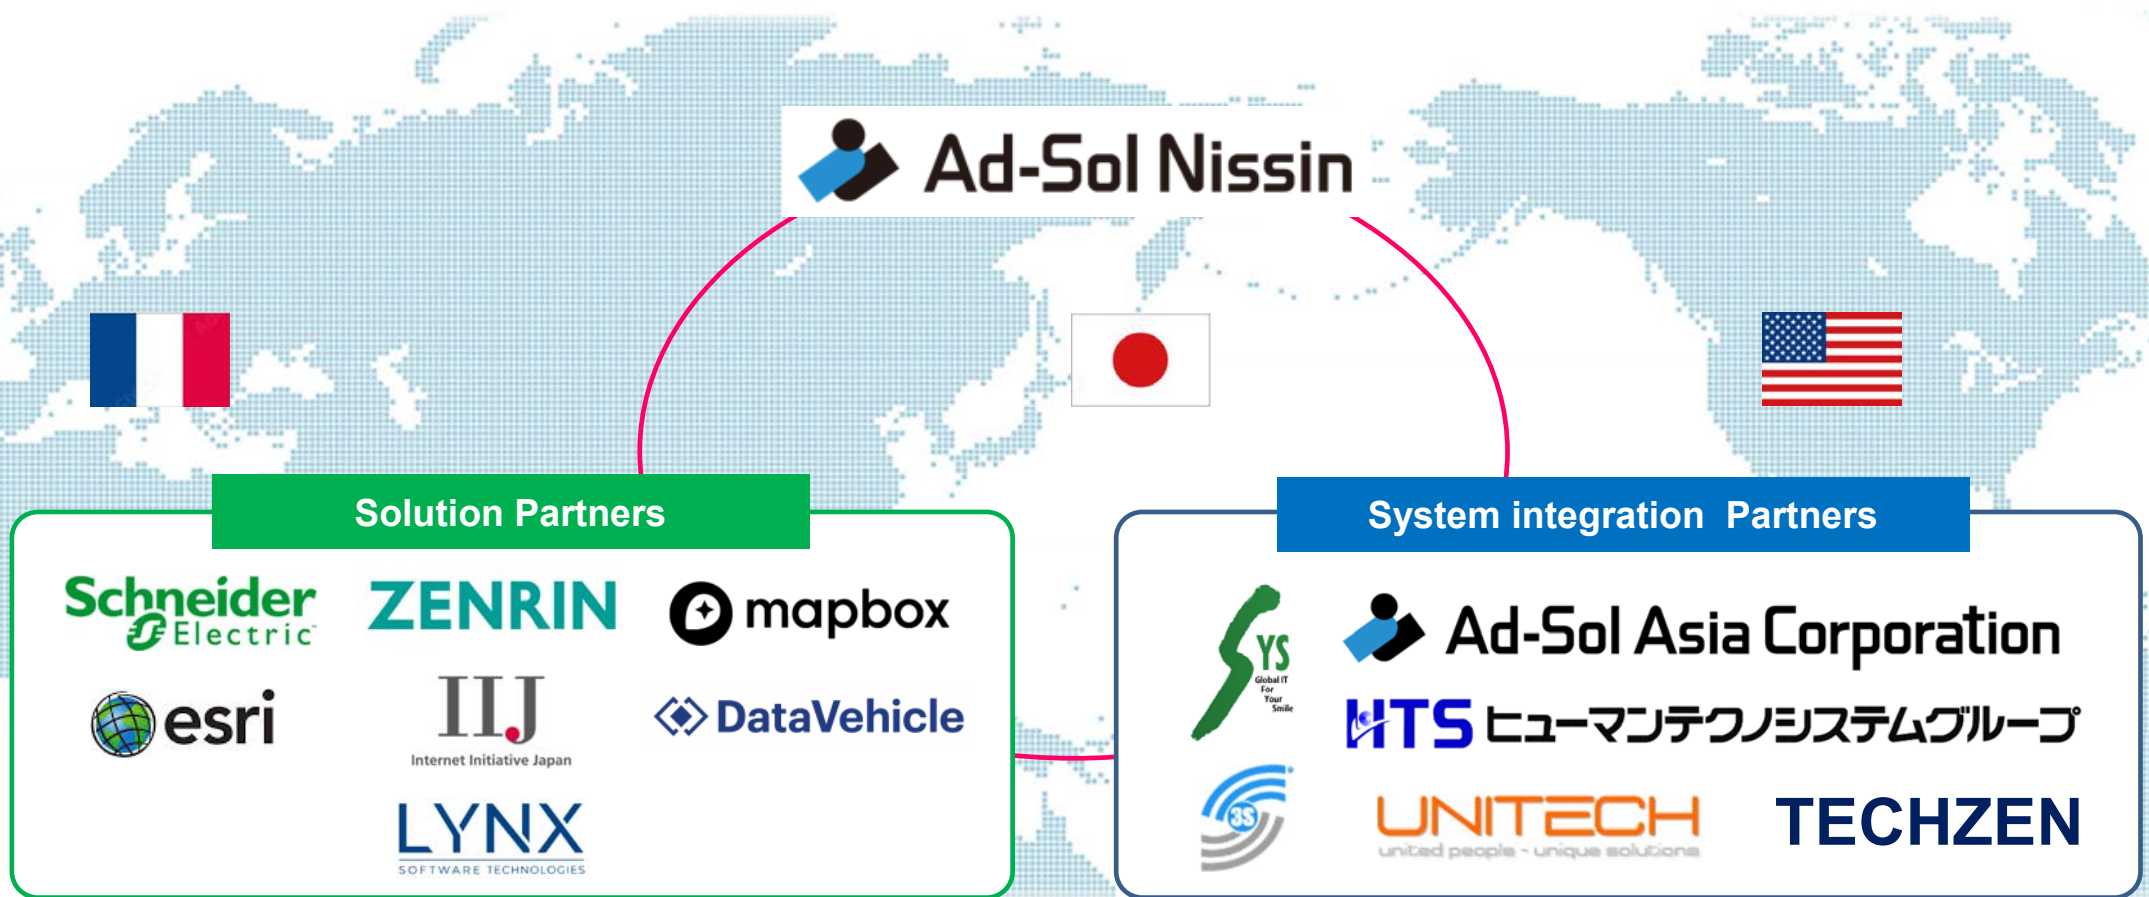 Ad-Sol Nissin
Solution Partners
System integration Partners
Schneider
Electric
ZENRIN
mapbox
esri
IIJ
Internet Initiative Japan
DataVehicle
LYNX
SOFTWARE TECHNOLOGIES
SYS
Global IT
For
Your
Smile
Ad-Sol Asia Corporation
HTS ヒューマンテクノシステムグループ
3S
UNITECH
united people - unique solutions
TECHZEN